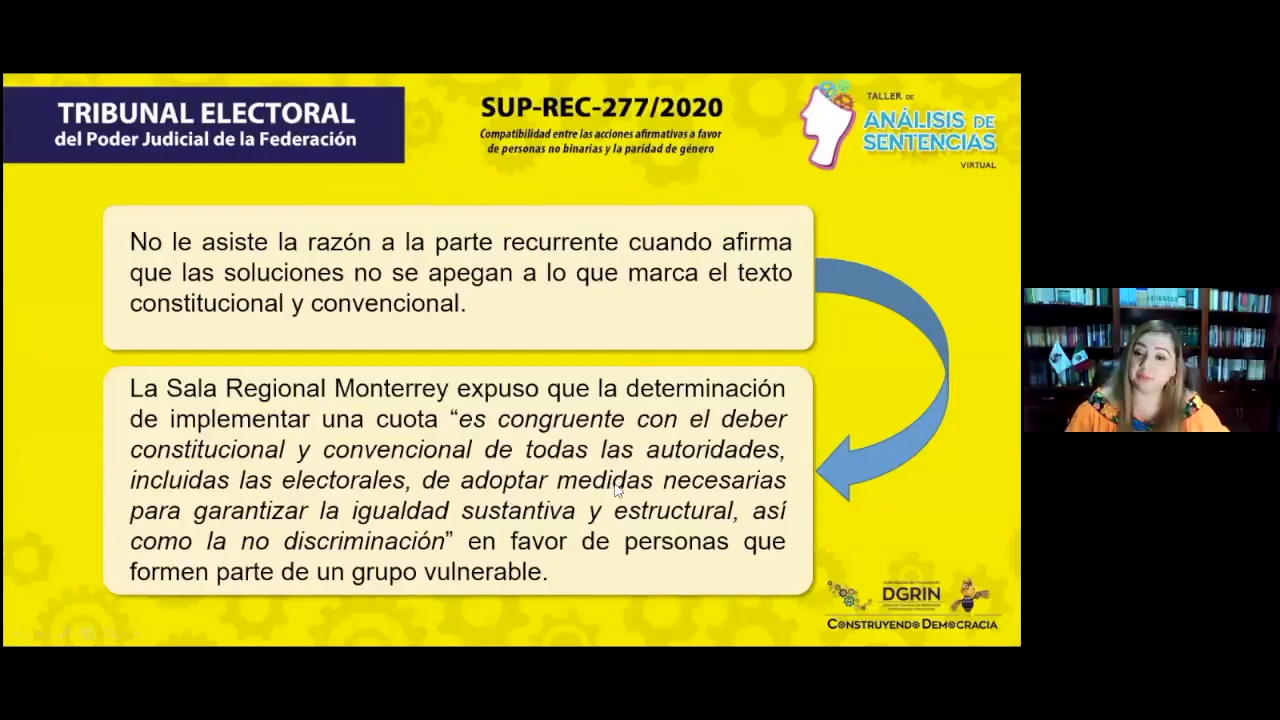 TRIBUNAL ELECTORAL
del Poder Judicial de la Federación
SUP-REC-277/2020
Compatibilidad entre las acciones afirmativas a favor
de personas no binarias y la paridad de género
TALLER DE
ANÁLISIS DE
SENTENCIAS
VIRTUAL
No le asiste la razón a la parte recurrente cuando afirma
que las soluciones no se apegan a lo que marca el texto
constitucional y convencional.
La Sala Regional Monterrey expuso que la determinación
de implementar una cuota “es congruente con el deber
constitucional y convencional de todas las autoridades,
incluidas las electorales, de adoptar medidas necesarias
para garantizar la igualdad sustantiva y estructural, así
como la no discriminación” en favor de personas que
formen parte de un grupo vulnerable.
DGRIN
CONSTRUYENDO DEMOCRACIA